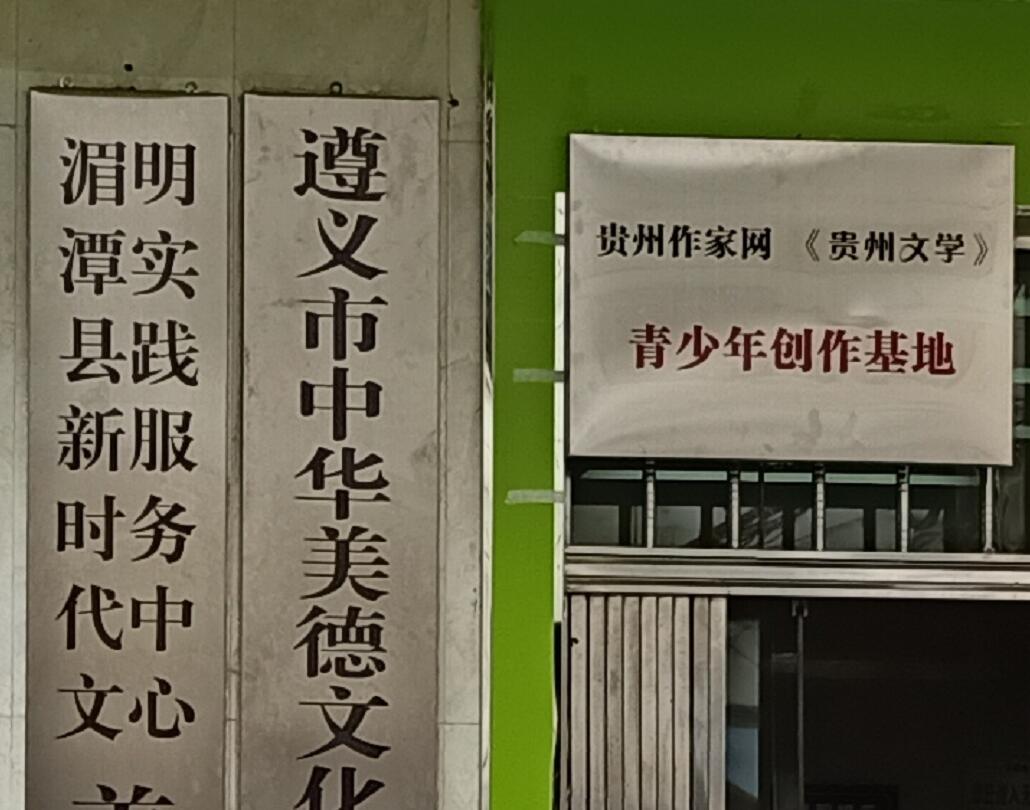 湄潭县新时代文
明实践服务中心
遵义市中华美德文化
贵州作家网 《贵州文学》
青少年创作基地